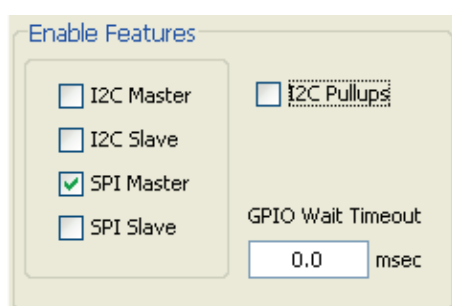 Enable Features
I2C Master
I2C Slave
SPI Master
SPI Slave
I2C Pullups
GPIO Wait Timeout
0.0 msec